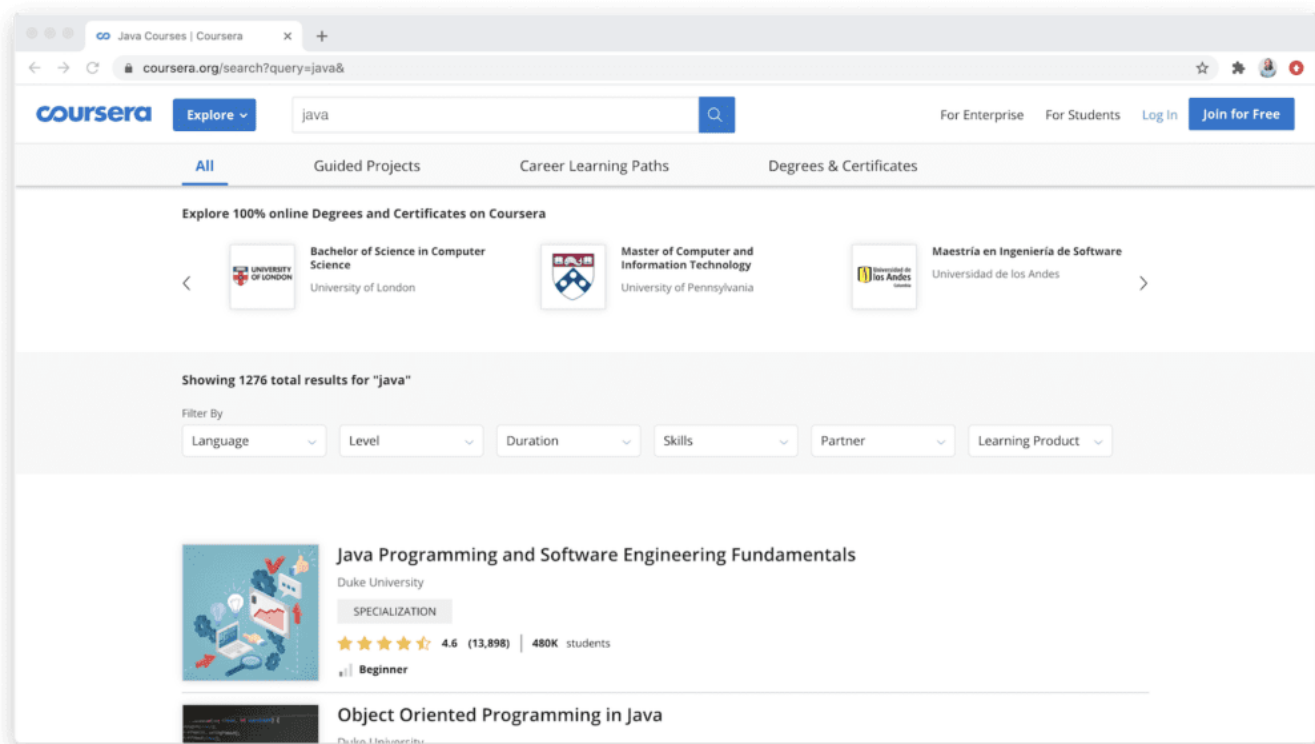 Java Courses | Coursera
coursera.org/search?query=java&
coursera Explore java For Enterprise For Students Log In Join for Free
All Guided Projects Career Learning Paths Degrees & Certificates
Explore 100% online Degrees and Certificates on Coursera
UNIVERSITY
OF LONDON
Bachelor of Science in Computer
Science
University of London
Master of Computer and
Information Technology
University of Pennsylvania
Universidad de
los Andes
Colombia
Maestría en Ingeniería de Software
Universidad de los Andes
Showing 1276 total results for "java"
Filter By
Language Level Duration Skills Partner Learning Product
Java Programming and Software Engineering Fundamentals
Duke University
SPECIALIZATION
4.6 (13,898) 480K students
Beginner
Object Oriented Programming in Java
Duke University